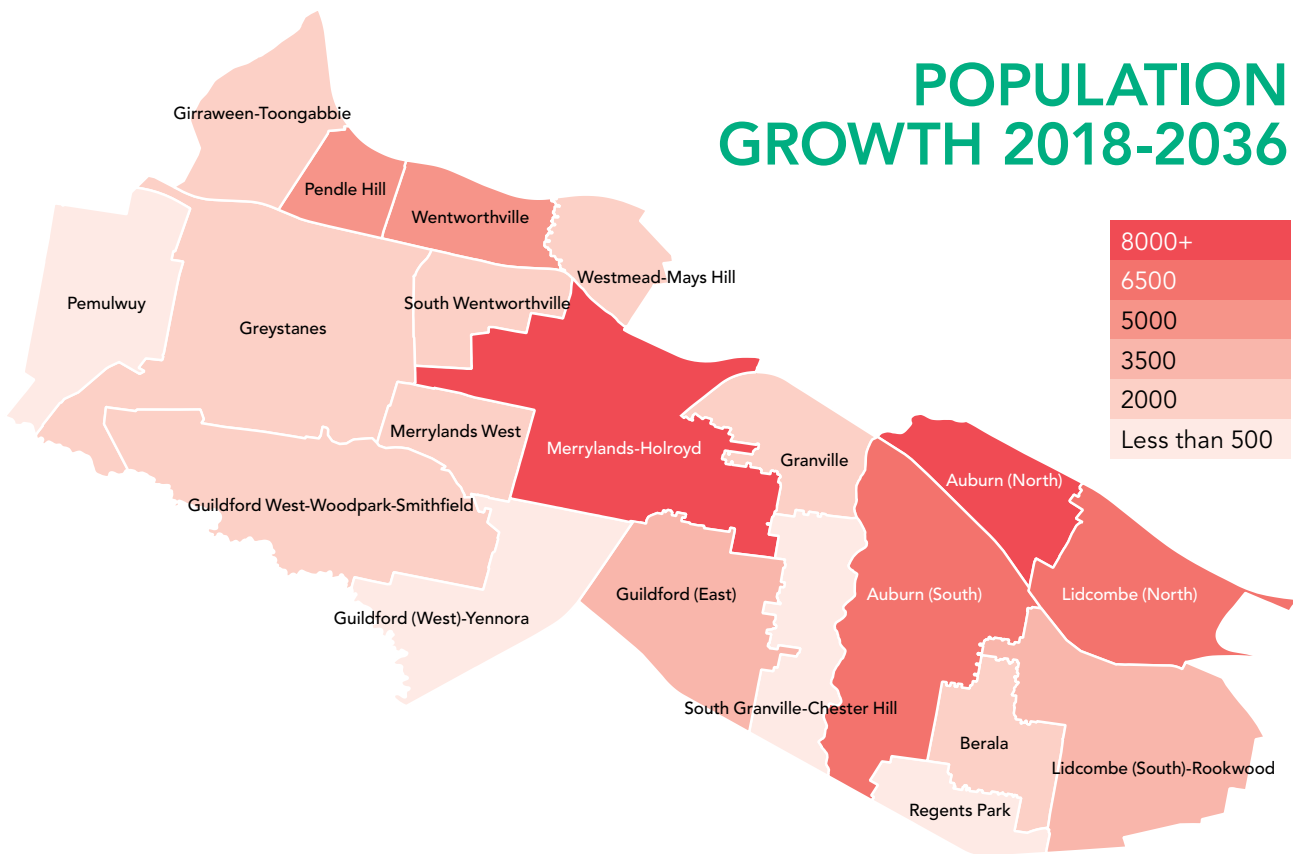 POPULATION
GROWTH 2018-2036
Girraween-Toongabbie
Pendle Hill
Wentworthville
Westmead-Mays Hill
Pemulwuy
South Wentworthville
Greystanes
8000+
6500
5000
3500
2000
Less than 500
Merrylands West
Merrylands-Holroyd
Granville
Auburn (North)
Guildford West-Woodpark-Smithfield
Guildford (East)
Auburn (South)
Lidcombe (North)
Guildford (West)-Yennora
South Granville-Chester Hill
Berala
Lidcombe (South)-Rookwood
Regents Park